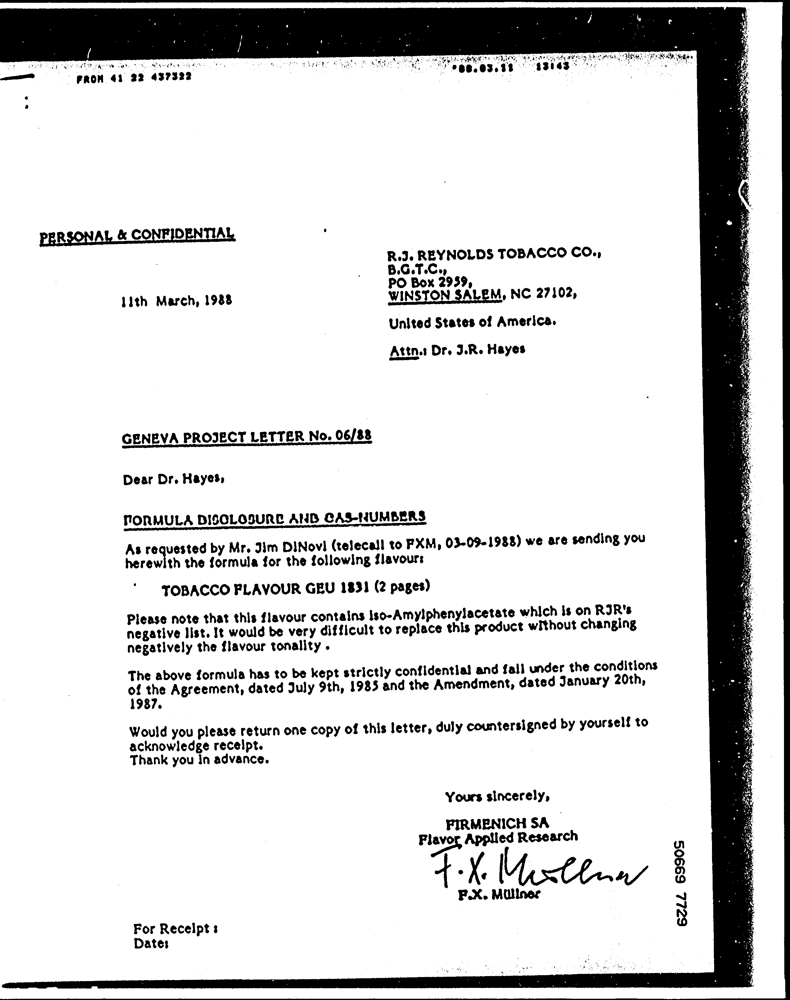 FROM 41 22 437322
'88.03.11 13:43
PERSONAL & CONFIDENTIAL
R.J. REYNOLDS TOBACCO CO.,
B.G.T.C.,
PO Box 2959,
WINSTON SALEM, NC 27102,
11th March, 1988
United States of America.
Attn.: Dr. J.R. Hayes
GENEVA PROJECT LETTER No. 06/88
Dear Dr. Hayes,
FORMULA DISCLOSURE AND CAS-NUMBERS
As requested by Mr. Jim DiNovi (telecall to FXM, 03-09-1988) we are sending you
herewith the formula for the following flavour:
TOBACCO FLAVOUR GEU 1831 (2 pages)
Please note that this flavour contains iso-Amylphenylacetate which is on RJR's
negative list. It would be very difficult to replace this product without changing
negatively the flavour tonality .
The above formula has to be kept strictly confidential and fall under the conditions
of the Agreement, dated July 9th, 1985 and the Amendment, dated January 20th,
1987.
Would you please return one copy of this letter, duly countersigned by yourself to
acknowledge receipt.
Thank you in advance.
Yours sincerely,
FIRMENICH SA
Flavor Applied Research
F.X. Müllner
F.X. Müllner
50669 7729
For Receipt :
Date: